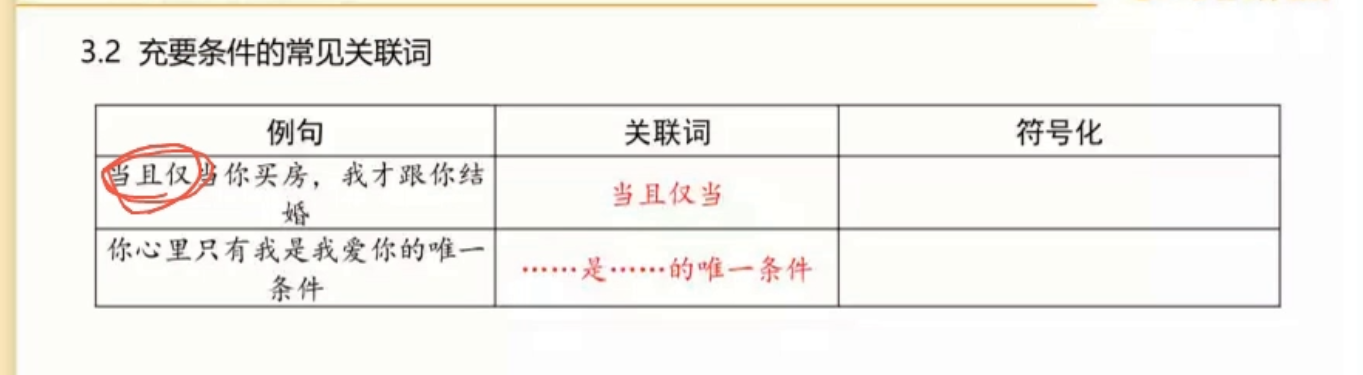 3.2 充要条件的常见关联词
例句 关联词 符号化
当且仅当你买房，我才跟你结
婚
当且仅当
你心里只有我是我爱你的唯一
条件
……是……的唯一条件